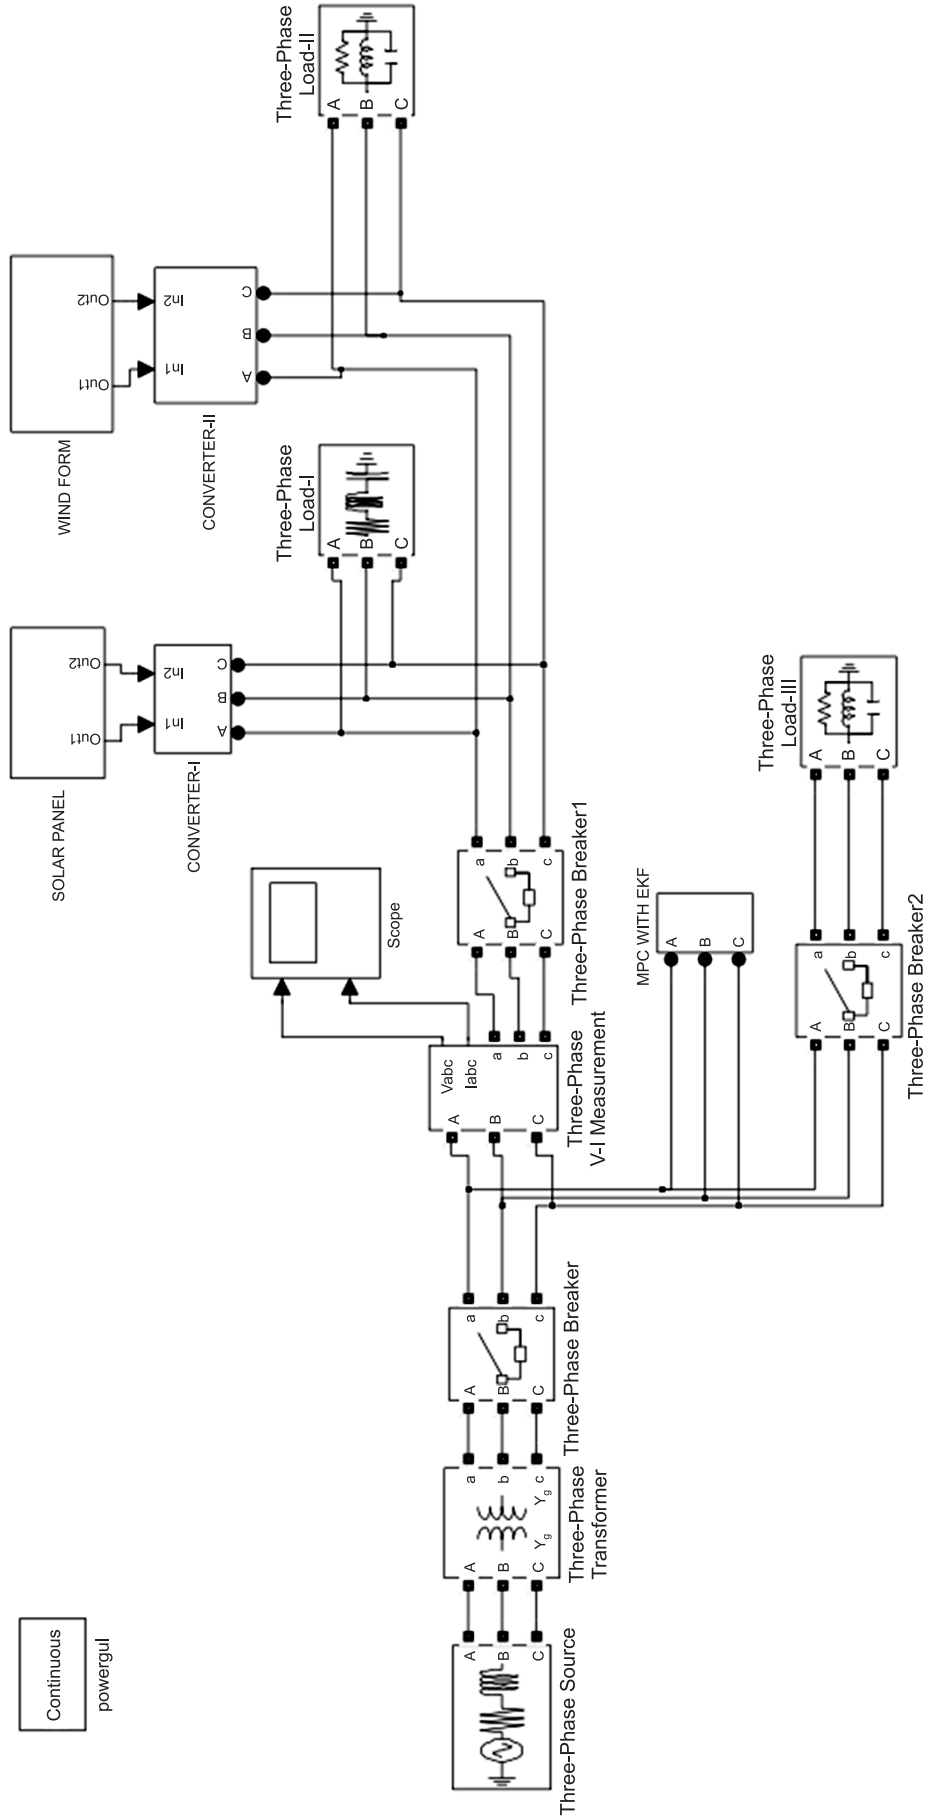 Continuous
powergul
Three-Phase Source
A
B
C
Three-Phase
Transformer
A
B
C
a
b
c
Yg
Yg
Three-Phase Breaker
A
B
C
a
b
c
Three-Phase
V-I Measurement
A
B
C
Vabc
Iabc
a
b
c
Scope
Three-Phase Breaker1
A
B
C
a
b
c
MPC WITH EKF
A
B
C
Three-Phase Breaker2
A
B
C
a
b
c
Three-Phase
Load-III
A
B
C
SOLAR PANEL
Out1
Out2
CONVERTER-I
In1
In2
A
B
C
Three-Phase
Load-I
A
B
C
WIND FORM
Out1
Out2
CONVERTER-II
In1
In2
A
B
C
Three-Phase
Load-II
A
B
C